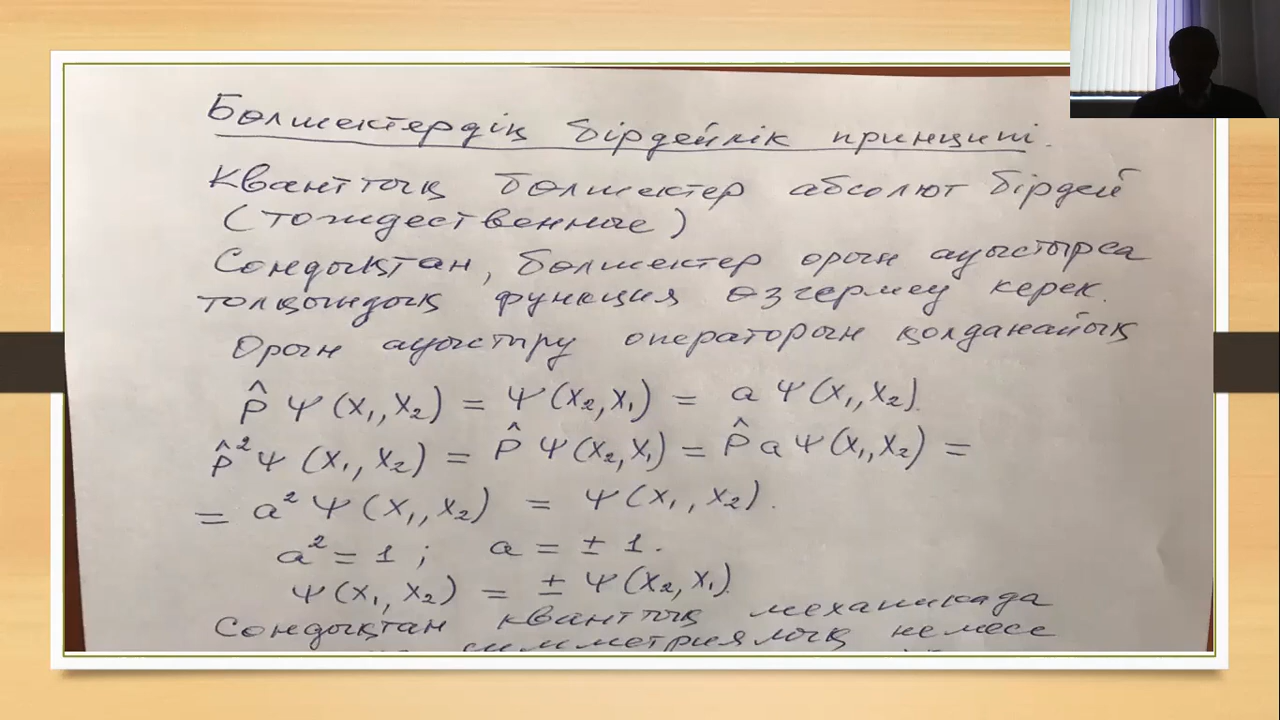 Бөлшектердің бірдейлік принципі.
Кванттық бөлшектер абсолют бірдей
(тождественные)
Сондықтан, бөлшектер орын ауыстырса
толқындық функция өзгермеу керек.
Орын ауыстыру операторын қолданайық
P̂ Ψ(x₁, x₂) = Ψ(x₂, x₁) = a Ψ(x₁, x₂).
P̂² Ψ (x₁, x₂) = P̂ Ψ(x₂, x₁) = P̂ a Ψ(x₁, x₂) =
= a² Ψ(x₁, x₂) = Ψ(x₁, x₂).
a² = 1; a = ± 1.
Ψ(x₁, x₂) = ± Ψ(x₂, x₁).
Сондықтан кванттық механикада
симметриялық немесе